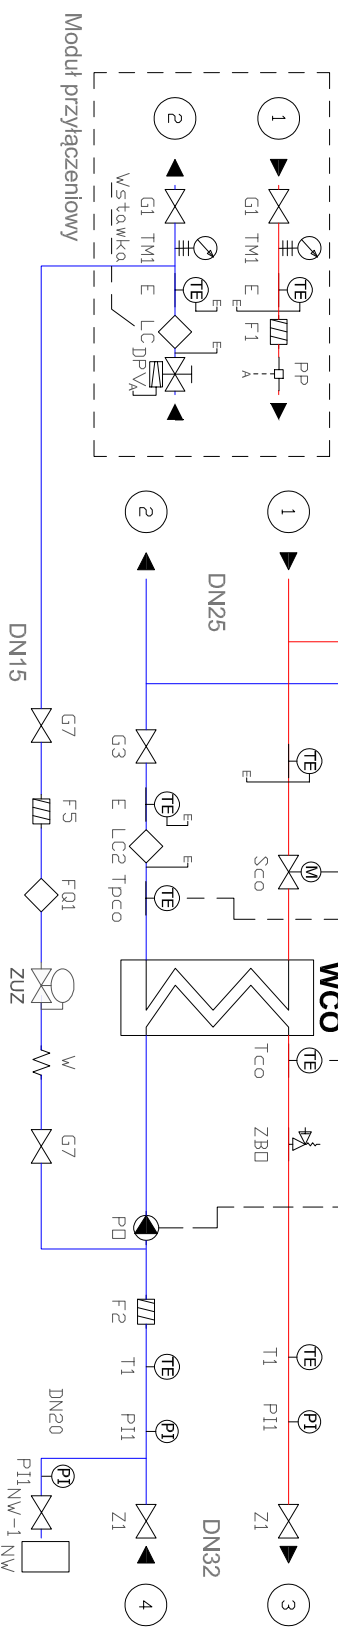 Moduł przyłączeniowy
1
G1
TM1
E
TE
E
E
F1
PP
A
2
G1
TM1
E
TE
E
Wstawka
LC
E
DPV
A
1
DN25
TE
E
Sco
M
WCO
Tco
TE
ZBO
T1
TE
PI1
PI
Z1
3
2
G3
E
TE
E
LC2
E
Tpco
TE
PO
F2
T1
TE
PI1
PI
Z1
DN32
4
DN15
G7
F5
FQ1
ZUZ
W
G7
DN20
PI1
PI
NW-1
NW